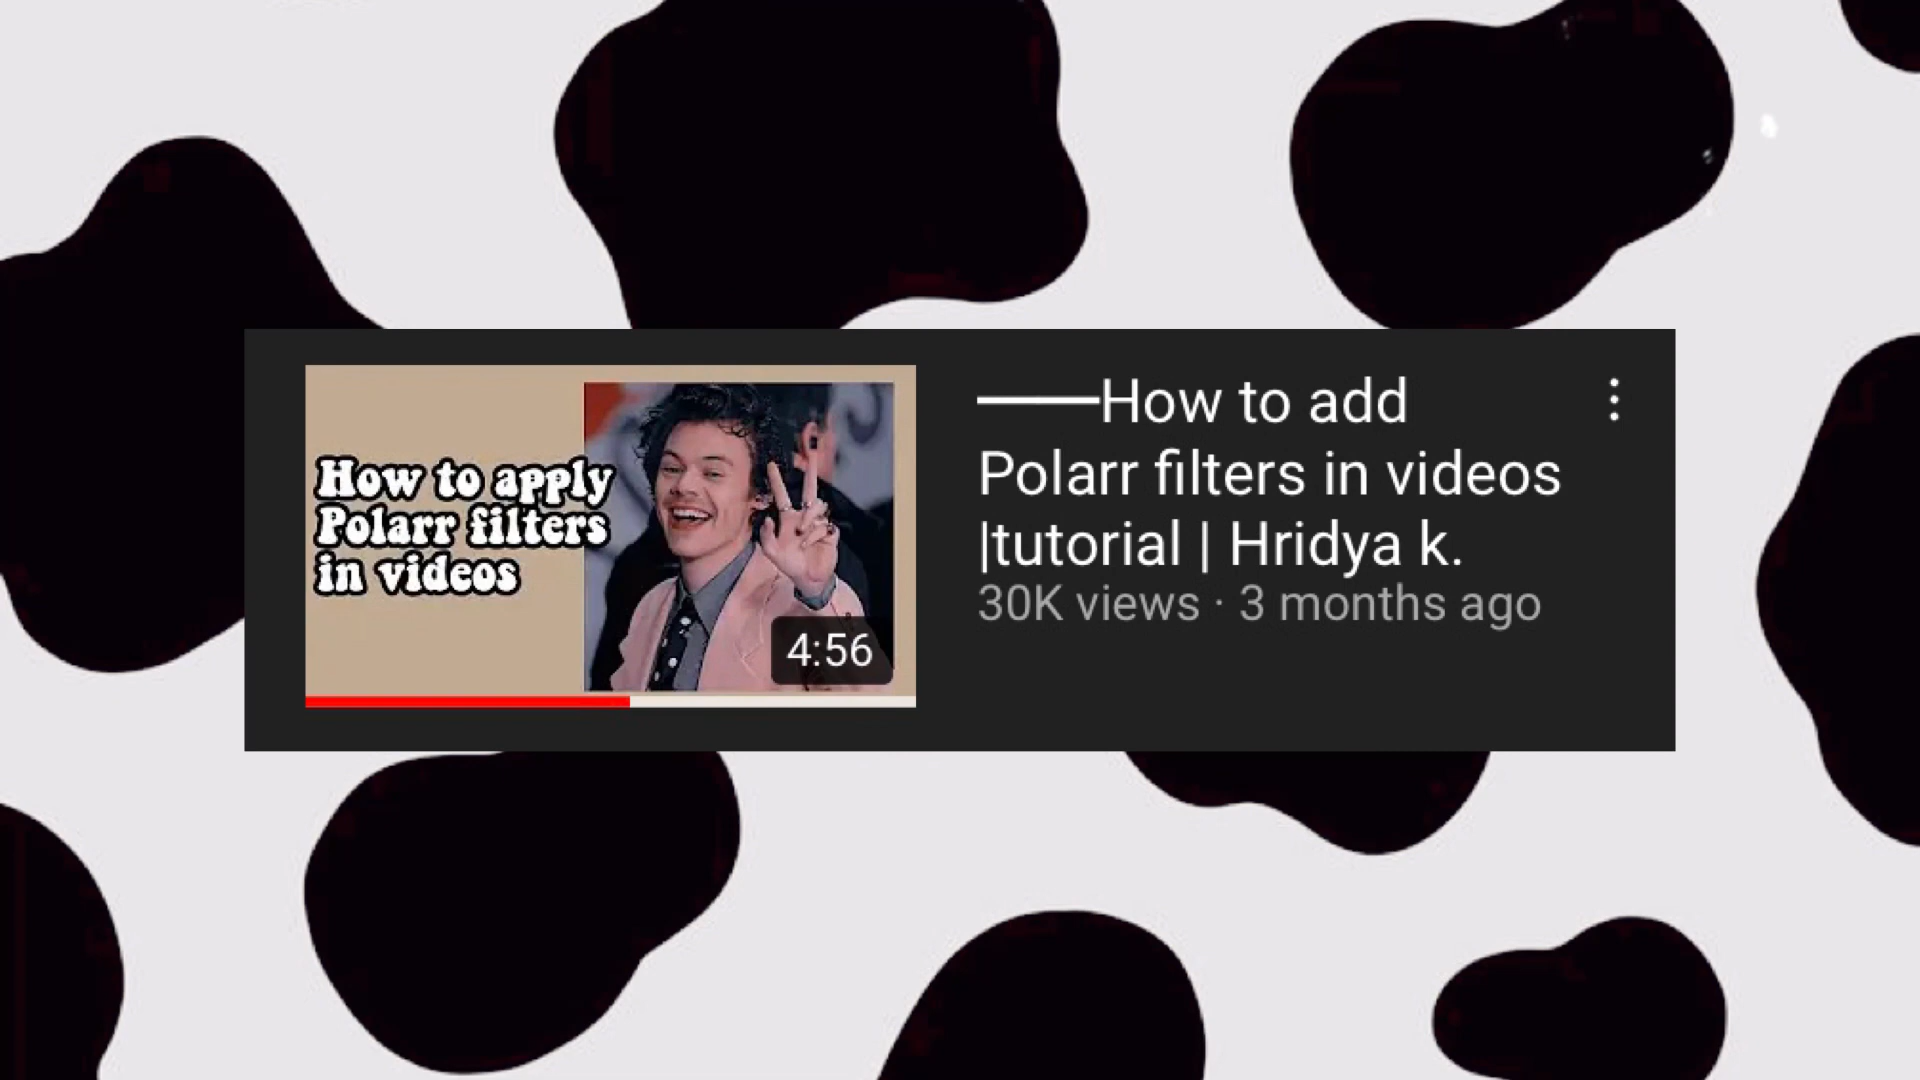 How to apply
Polarr filters
in videos
4:56
——How to add
Polarr filters in videos
|tutorial | Hridya k.
30K views · 3 months ago